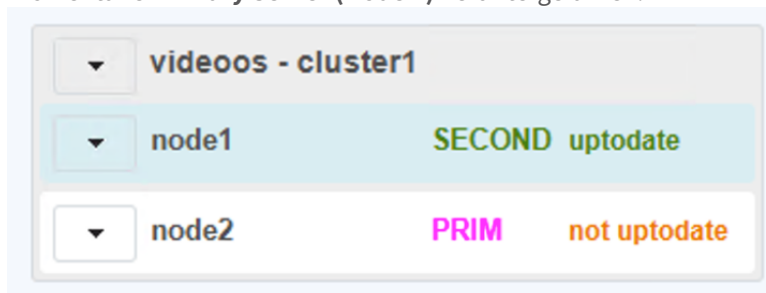 videoos - cluster1
node1 SECOND uptodate
node2 PRIM not uptodate